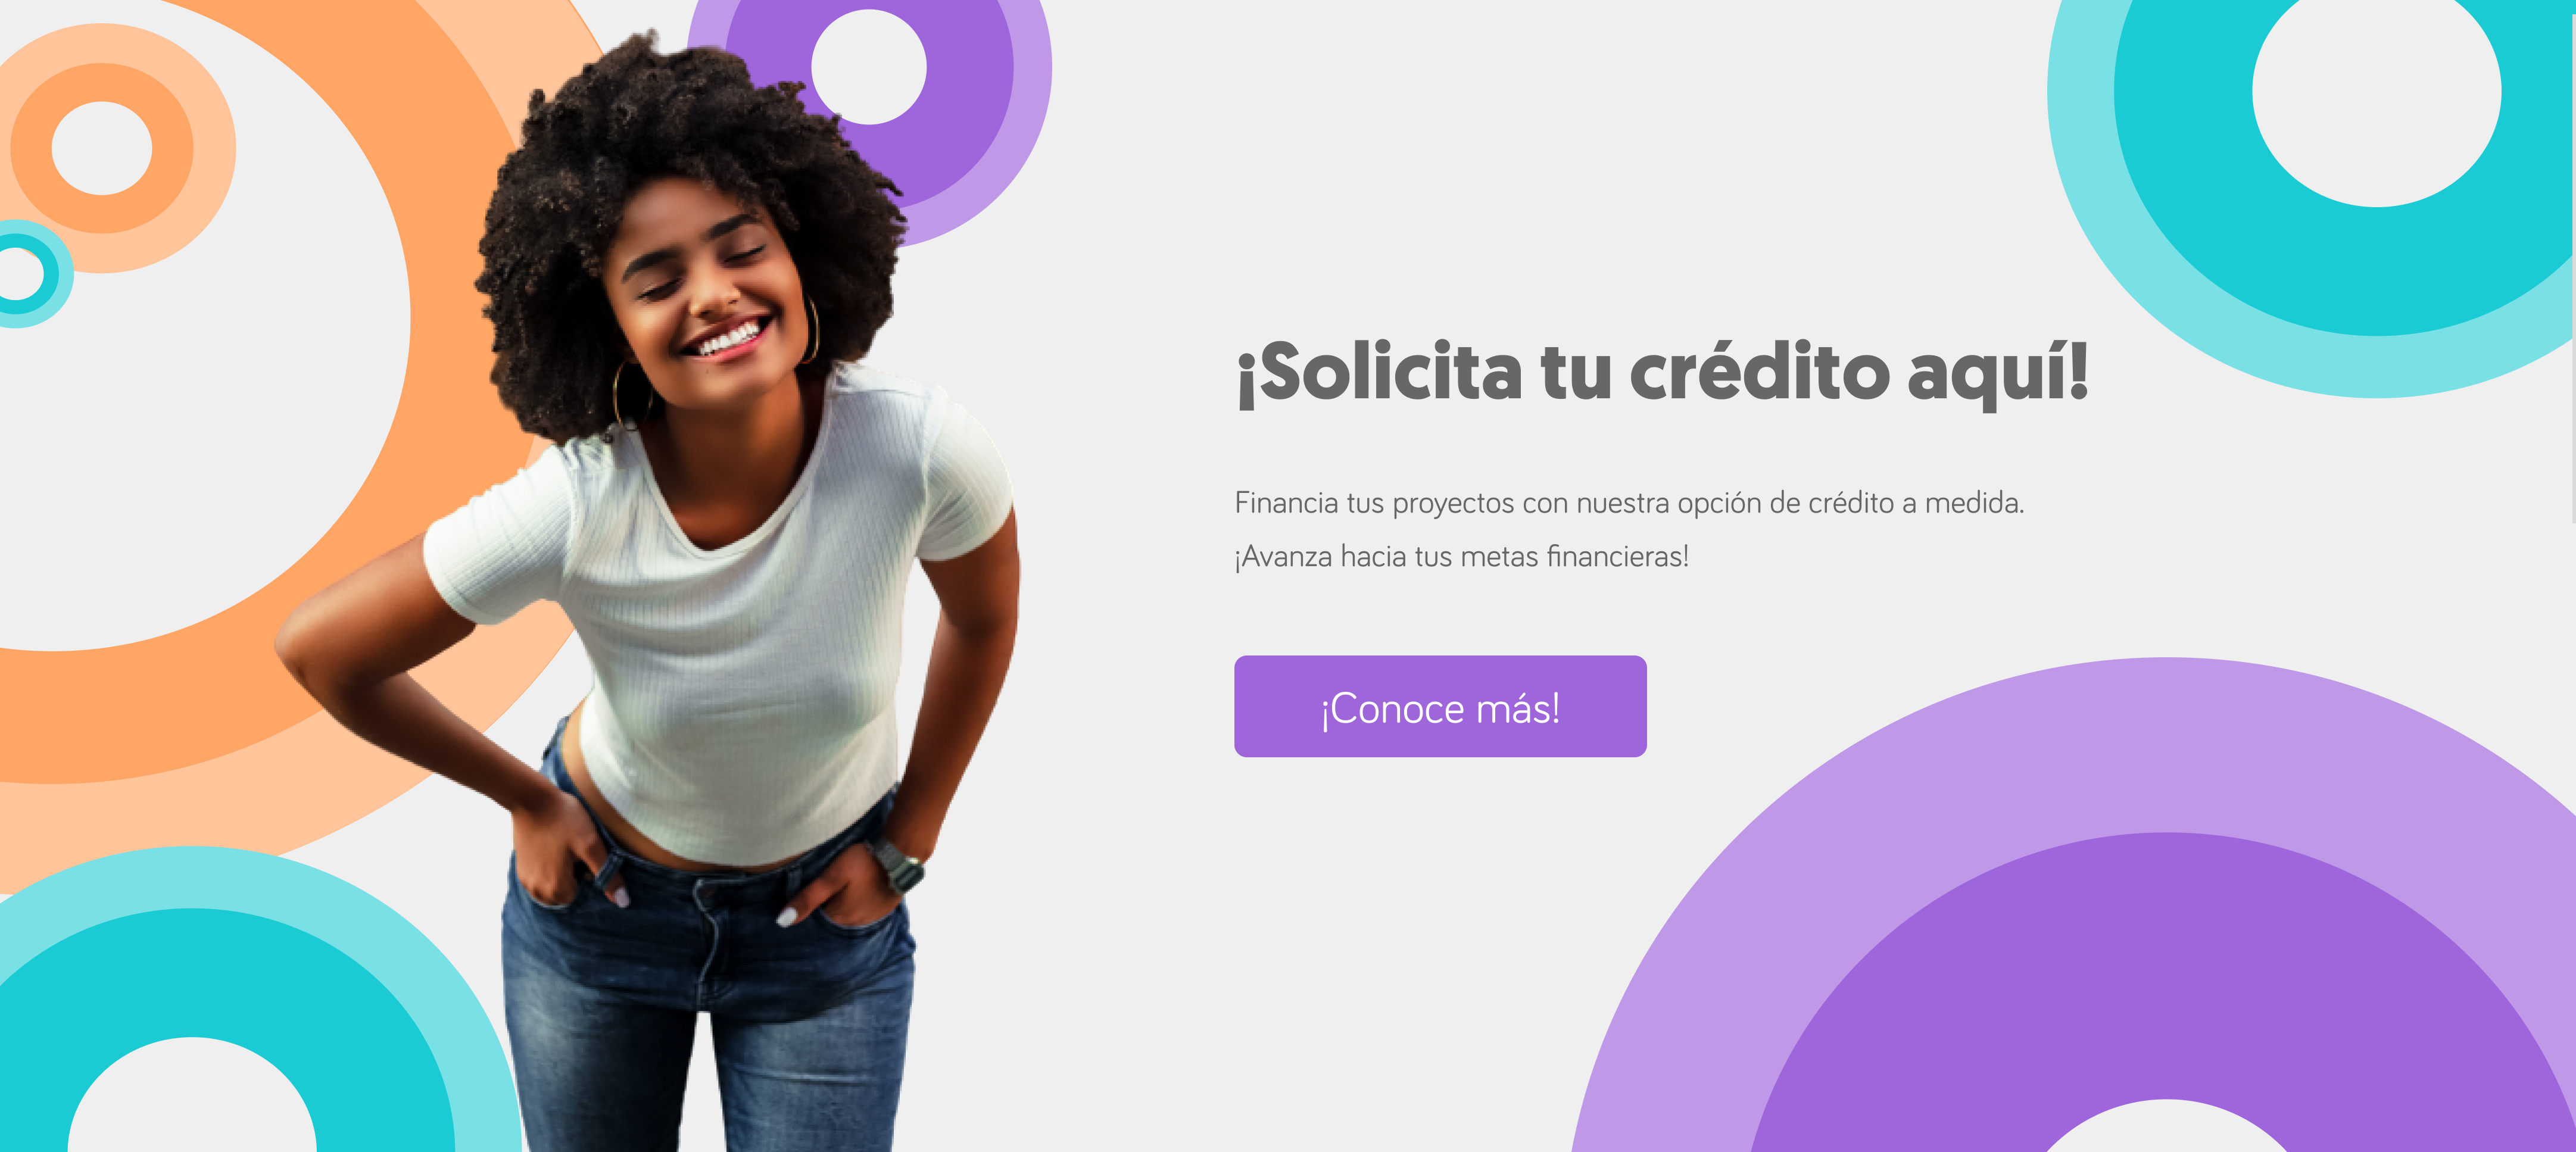 ¡Solicita tu crédito aquí!
Financia tus proyectos con nuestra opción de crédito a medida.
¡Avanza hacia tus metas financieras!
¡Conoce más!